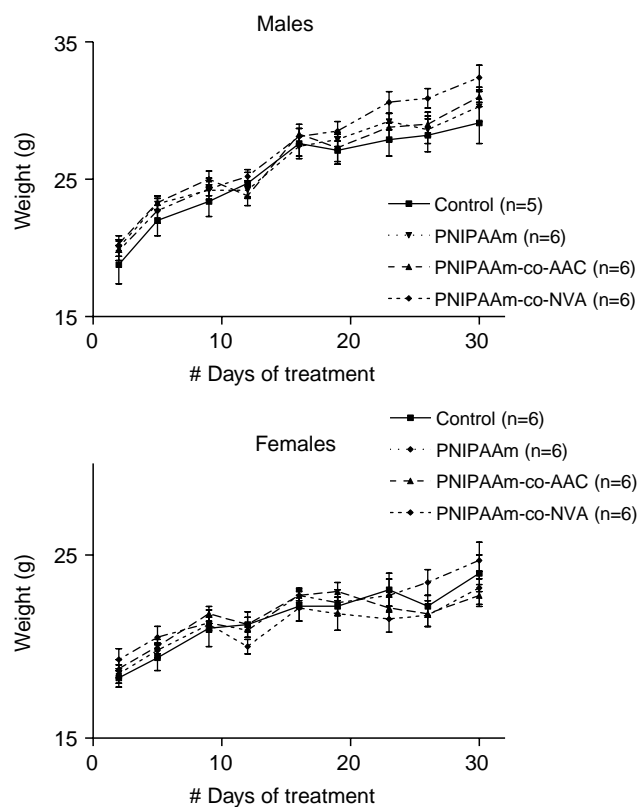 Males
35
25
15
Weight (g)
Control (n=5)
PNIPAAm (n=6)
PNIPAAm-co-AAC (n=6)
PNIPAAm-co-NVA (n=6)
0 10 20 30
# Days of treatment
Control (n=6)
PNIPAAm (n=6)
PNIPAAm-co-AAC (n=6)
PNIPAAm-co-NVA (n=6)
Females
25
15
Weight (g)
0 10 20 30
# Days of treatment